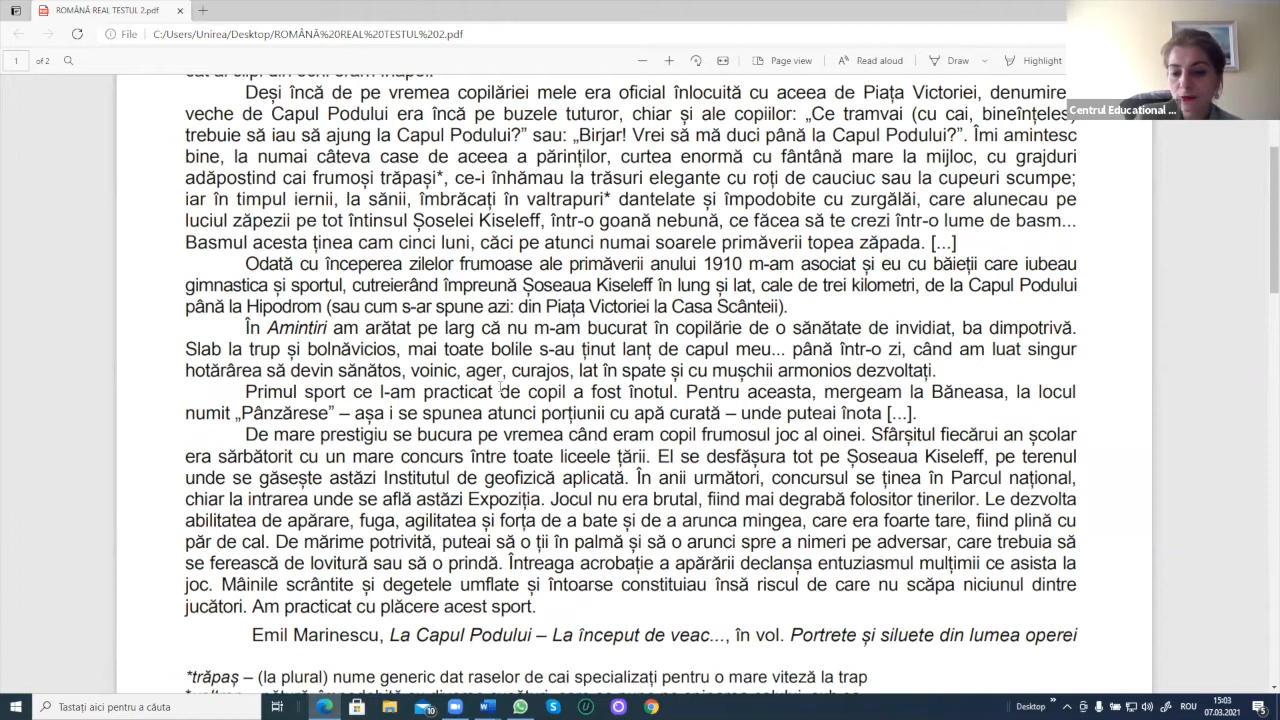 ROMÂNĂ REAL TESTUL 2.pdf
File C:/Users/Unirea/Desktop/ROMÂNĂ%20REAL%20TESTUL%202.pdf
1 of 2 Page view Read aloud Draw Highlight
Centrul Educational ...
Deși încă de pe vremea copilăriei mele era oficial înlocuită cu aceea de Piața Victoriei, denumire
veche de Capul Podului era încă pe buzele tuturor, chiar și ale copiilor: „Ce tramvai (cu cai, bineînțeles)
trebuie să iau să ajung la Capul Podului?” sau: „Birjar! Vrei să mă duci până la Capul Podului?”. Îmi amintesc
bine, la numai câteva case de aceea a părinților, curtea enormă cu fântână mare la mijloc, cu grajduri
adăpostind cai frumoși trăpași*, ce-i înhămau la trăsuri elegante cu roți de cauciuc sau la cupeuri scumpe;
iar în timpul iernii, la sănii, îmbrăcați în valtrapuri* dantelate și împodobite cu zurgălăi, care alunecau pe
luciul zăpezii pe tot întinsul Șoselei Kiseleff, într-o goană nebună, ce făcea să te crezi într-o lume de basm...
Basmul acesta ținea cam cinci luni, căci pe atunci numai soarele primăverii topea zăpada. [...]
Odată cu începerea zilelor frumoase ale primăverii anului 1910 m-am asociat și eu cu băieții care iubeau
gimnastica și sportul, cutreierând împreună Șoseaua Kiseleff în lung și lat, cale de trei kilometri, de la Capul Podului
până la Hipodrom (sau cum s-ar spune azi: din Piața Victoriei la Casa Scânteii).
În Amintiri am arătat pe larg că nu m-am bucurat în copilărie de o sănătate de invidiat, ba dimpotrivă.
Slab la trup și bolnăvicios, mai toate bolile s-au ținut lanț de capul meu... până într-o zi, când am luat singur
hotărârea să devin sănătos, voinic, ager, curajos, lat în spate și cu mușchii armonios dezvoltați.
Primul sport ce l-am practicat de copil a fost înotul. Pentru aceasta, mergeam la Băneasa, la locul
numit „Pânzărese” – așa i se spunea atunci porțiunii cu apă curată – unde puteai înota [...].
De mare prestigiu se bucura pe vremea când eram copil frumosul joc al oinei. Sfârșitul fiecărui an școlar
era sărbătorit cu un mare concurs între toate liceele țării. El se desfășura tot pe Șoseaua Kiseleff, pe terenul
unde se găsește astăzi Institutul de geofizică aplicată. În anii următori, concursul se ținea în Parcul național,
chiar la intrarea unde se află astăzi Expoziția. Jocul nu era brutal, fiind mai degrabă folositor tinerilor. Le dezvolta
abilitatea de apărare, fuga, agilitatea și forța de a bate și de a arunca mingea, care era foarte tare, fiind plină cu
păr de cal. De mărime potrivită, puteai să o ții în palmă și să o arunci spre a nimeri pe adversar, care trebuia să
se ferească de lovitură sau să o prindă. Întreaga acrobație a apărării declanșa entuziasmul mulțimii ce asista la
joc. Mâinile scrântite și degetele umflate și întoarse constituiau însă riscul de care nu scăpa niciunul dintre
jucători. Am practicat cu plăcere acest sport.
Emil Marinescu, La Capul Podului – La început de veac..., în vol. Portrete și siluete din lumea operei
*trăpaș – (la plural) nume generic dat raselor de cai specializați pentru o mare viteză la trap
Tastați aici pentru a căuta 10 Desktop ROU 15:03
07.03.2021 5